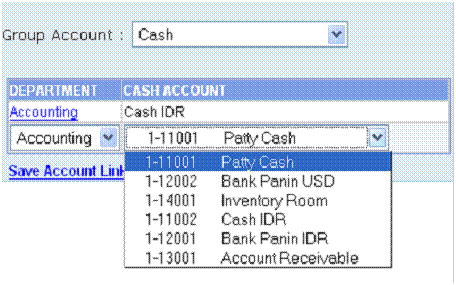 Group Account : Cash
DEPARTMENT CASH ACCOUNT
Accounting Cash IDR
Accounting 1-11001 Patty Cash
1-11001 Patty Cash
Save Account Link
1-12002 Bank Panin USD
1-14001 Inventory Room
1-11002 Cash IDR
1-12001 Bank Panin IDR
1-13001 Account Receivable